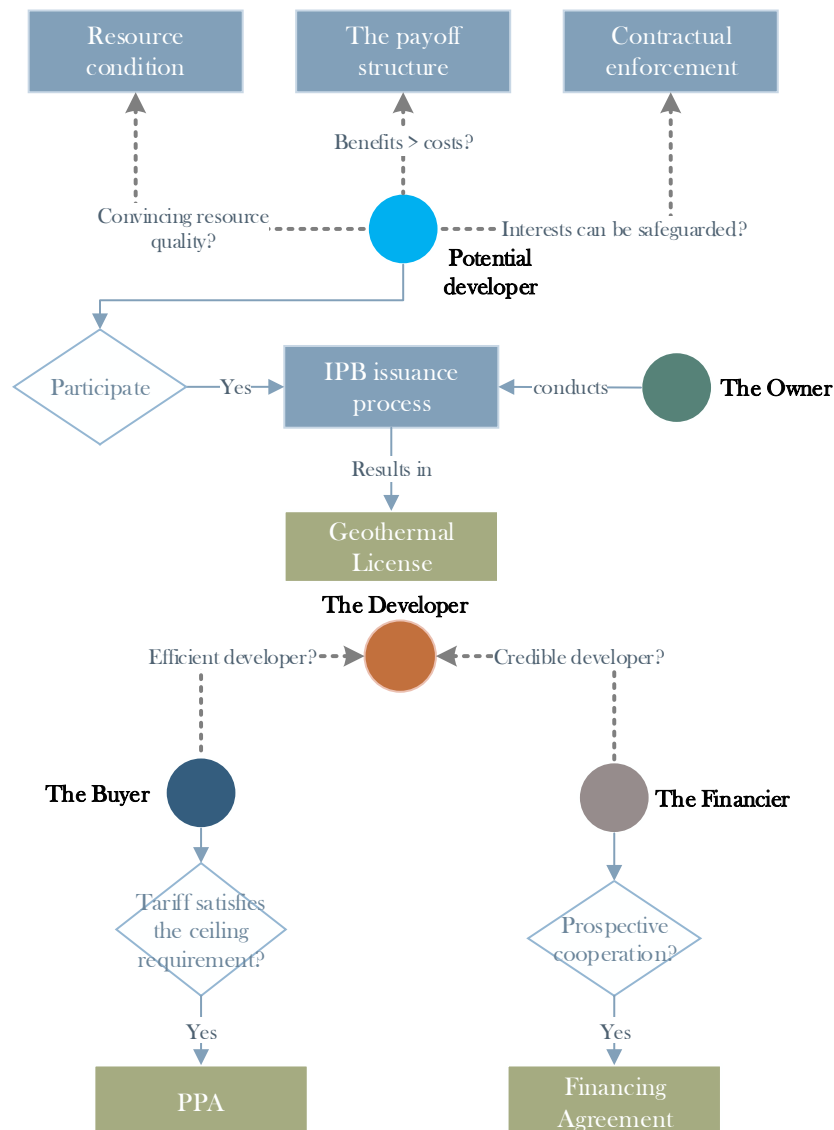 Resource
condition
The payoff
structure
Contractual
enforcement
Benefits > costs?
Convincing resource
quality?
Interests can be safeguarded?
Potential
developer
Participate
Yes
IPB issuance
process
conducts
The Owner
Results in
Geothermal
License
The Developer
Efficient developer?
Credible developer?
The Buyer
The Financier
Tariff satisfies
the ceiling
requirement?
Prospective
cooperation?
Yes
Yes
PPA
Financing
Agreement